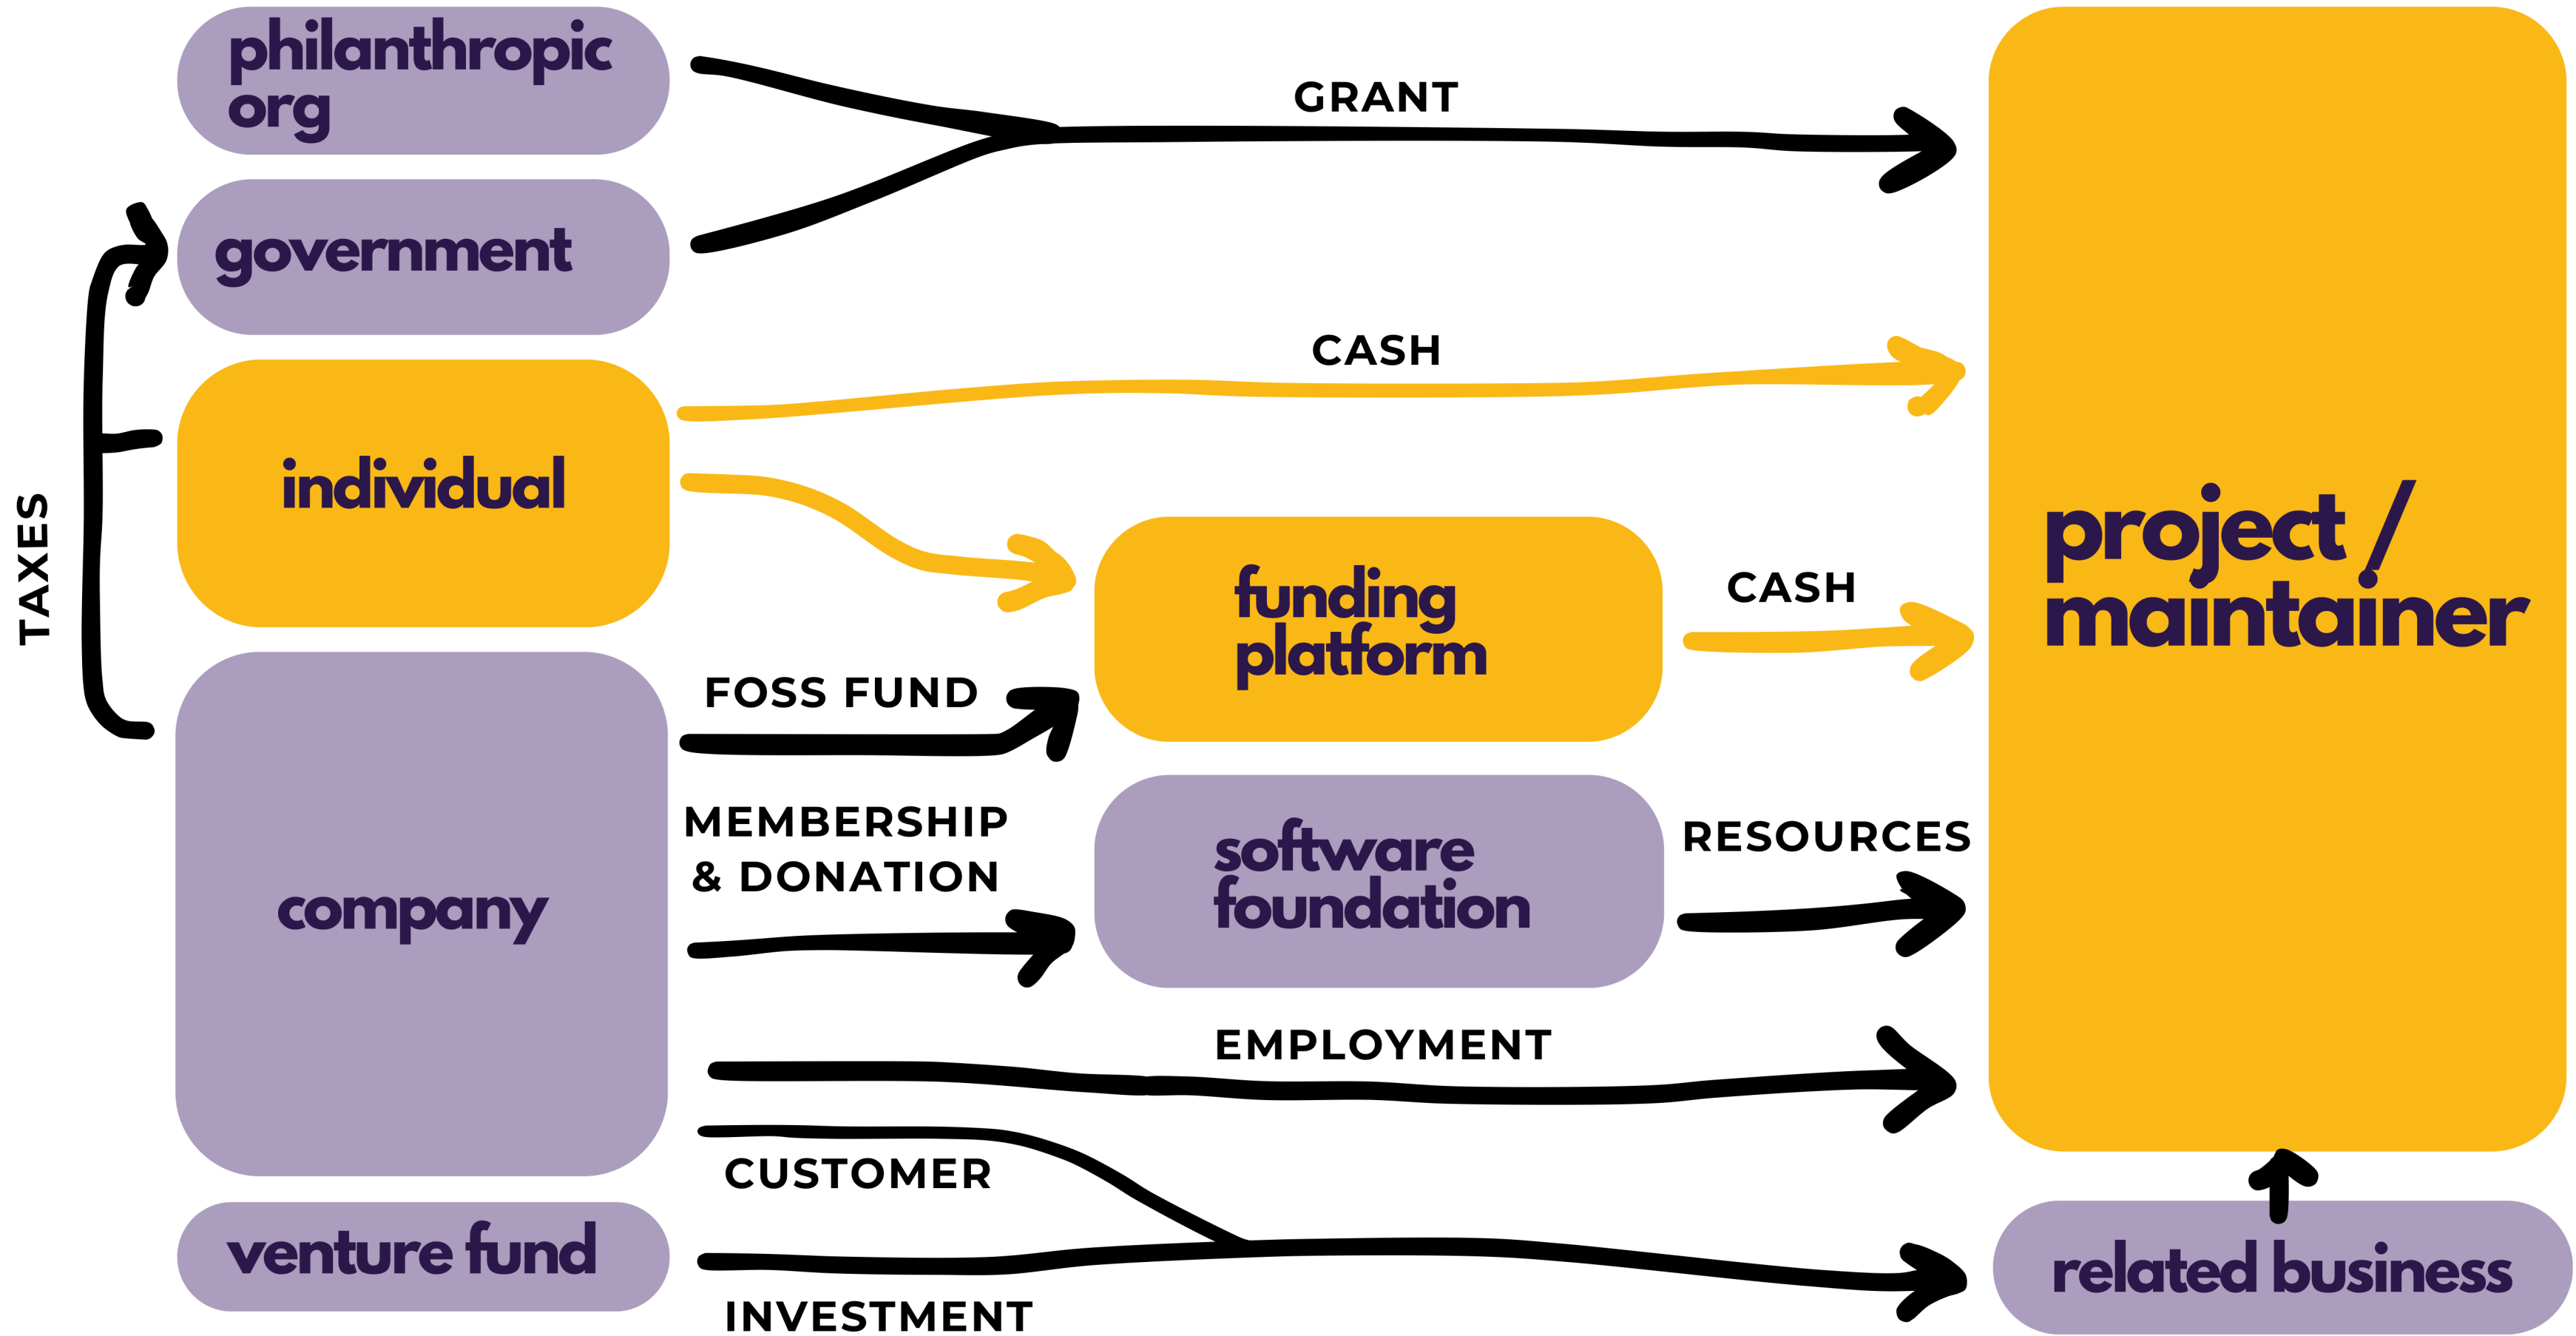 philanthropic
org
GRANT
government
CASH
individual
TAXES
funding
platform
CASH
project /
maintainer
FOSS FUND
MEMBERSHIP
& DONATION
software
foundation
RESOURCES
company
EMPLOYMENT
CUSTOMER
venture fund
INVESTMENT
related business